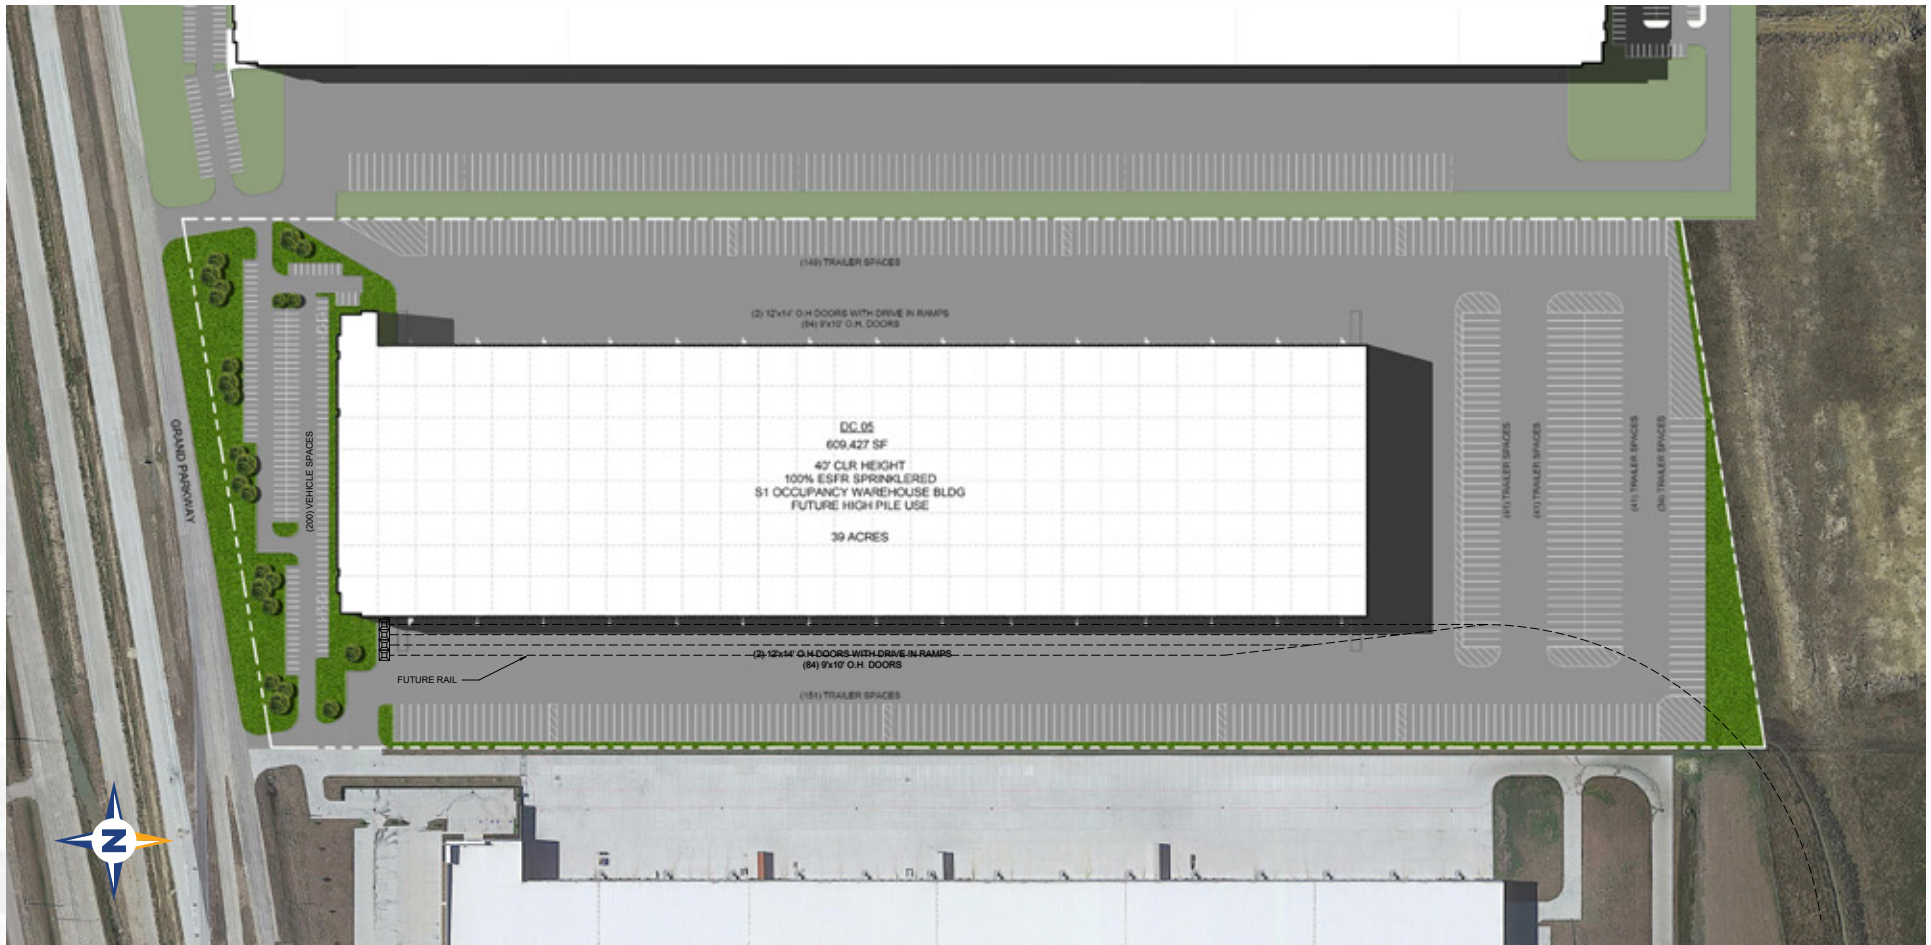 (149) TRAILER SPACES
(2) 12'x14' O.H DOORS WITH DRIVE IN RAMPS
(84) 9'x10' O.H. DOORS
GRAND PARKWAY
(200) VEHICLE SPACES
DC 05
609,427 SF
40' CLR HEIGHT
100% ESFR SPRINKLERED
S1 OCCUPANCY WAREHOUSE BLDG
FUTURE HIGH PILE USE
39 ACRES
(41) TRAILER SPACES
(41) TRAILER SPACES
(41) TRAILER SPACES
(34) TRAILER SPACES
(2) 12'x14' O.H DOORS WITH DRIVE IN RAMPS
(84) 9'x10' O.H. DOORS
FUTURE RAIL
(151) TRAILER SPACES
N